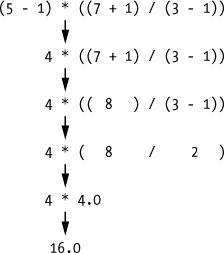 (5 - 1) * ((7 + 1) / (3 - 1))
4 * ((7 + 1) / (3 - 1))
4 * (( 8 ) / (3 - 1))
4 * ( 8 / 2 )
4 * 4.0
16.0